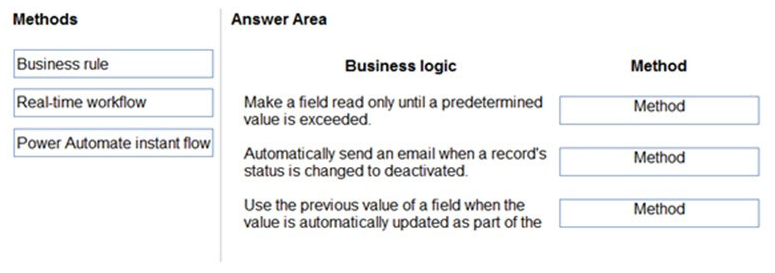 Methods
Answer Area
Business rule
Real-time workflow
Power Automate instant flow
Business logic
Method
Make a field read only until a predetermined
value is exceeded.
Method
Automatically send an email when a record's
status is changed to deactivated.
Method
Use the previous value of a field when the
value is automatically updated as part of the
Method